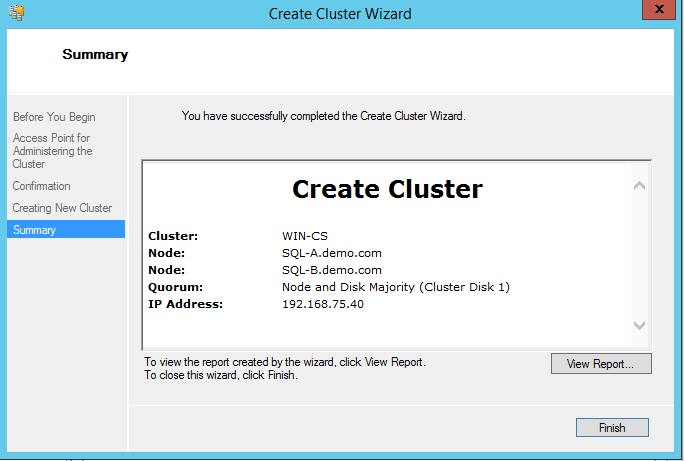 Create Cluster Wizard
x
Summary
Before You Begin
Access Point for
Administering the
Cluster
Confirmation
Creating New Cluster
Summary
You have successfully completed the Create Cluster Wizard.
Create Cluster
Cluster: WIN-CS
Node: SQL-A.demo.com
Node: SQL-B.demo.com
Quorum: Node and Disk Majority (Cluster Disk 1)
IP Address: 192.168.75.40
To view the report created by the wizard, click View Report.
To close this wizard, click Finish.
View Report...
Finish